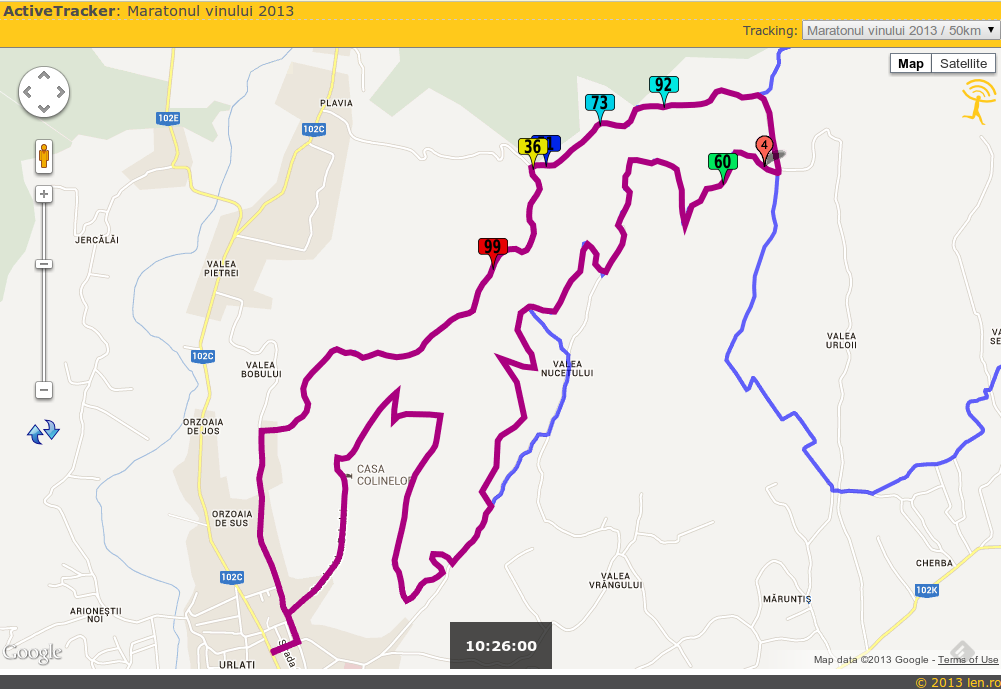 ActiveTracker: Maratonul vinului 2013
Tracking: Maratonul vinului 2013 / 50km
Map Satellite
92
73
PLAVIA
102E
102C
36 1
4
60
JERCĂLĂI
99
VALEA
PIETREI
VALEA
URLOII
102C
VALEA
BOBULUI
VALEA
NUCETULUI
ORZOAIA
DE JOS
CASA
COLINELOR
ORZOAIA
DE SUS
CHERBA
102C
VALEA
VRÂNGULUI
102K
MĂRUNȚIȘ
ARIONEȘTII
NOI
10:26:00
Google
URLATI
Map data ©2013 Google - Terms of Use
© 2013 len.ro